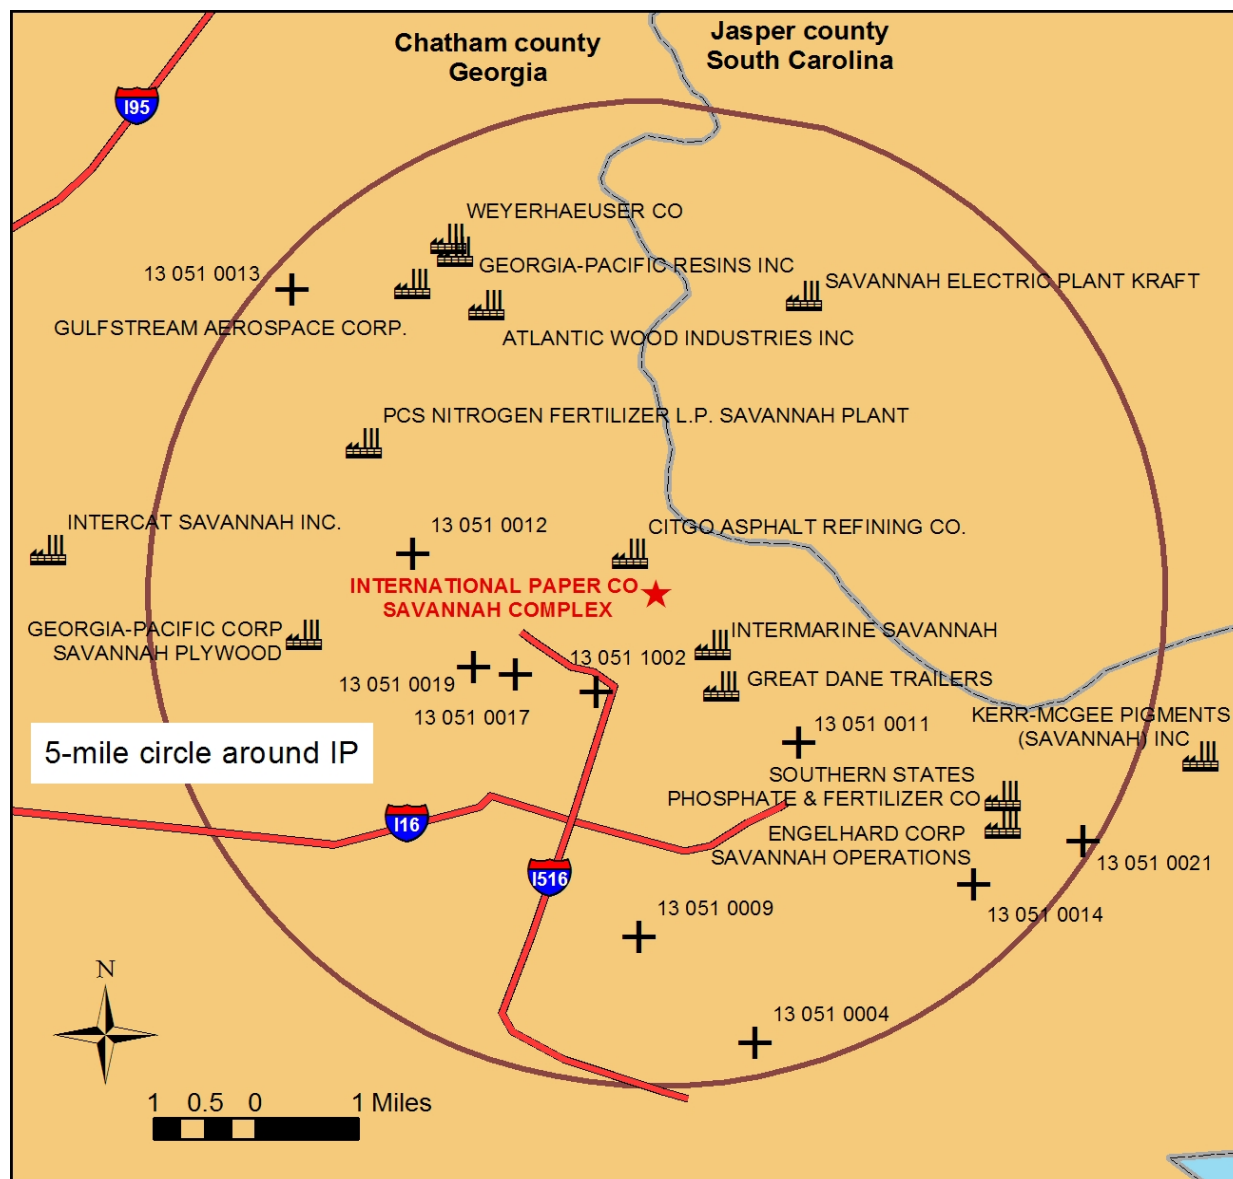 Chatham county
Georgia
Jasper county
South Carolina
I95
WEYERHAEUSER CO
13 051 0013
GEORGIA-PACIFIC RESINS INC
SAVANNAH ELECTRIC PLANT KRAFT
GULFSTREAM AEROSPACE CORP.
ATLANTIC WOOD INDUSTRIES INC
PCS NITROGEN FERTILIZER L.P. SAVANNAH PLANT
INTERCAT SAVANNAH INC.
13 051 0012
CITGO ASPHALT REFINING CO.
INTERNATIONAL PAPER CO
SAVANNAH COMPLEX
GEORGIA-PACIFIC CORP
SAVANNAH PLYWOOD
INTERMARINE SAVANNAH
13 051 1002
13 051 0019
GREAT DANE TRAILERS
13 051 0017
KERR-MCGEE PIGMENTS
(SAVANNAH) INC
13 051 0011
5-mile circle around IP
SOUTHERN STATES
PHOSPHATE & FERTILIZER CO
I16
ENGELHARD CORP
SAVANNAH OPERATIONS
13 051 0021
I516
13 051 0009
13 051 0014
N
13 051 0004
1 0.5 0 1 Miles